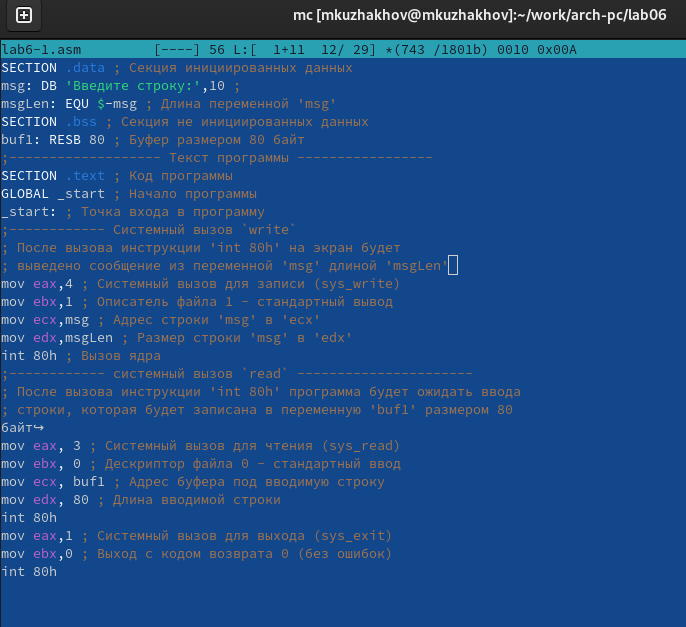 mc [mkuzhakhov@mkuzhakhov]:~/work/arch-pc/lab06
lab6-1.asm [----] 56 L:[ 1+11 12/ 29] *(743 /1801b) 0010 0x00A
SECTION .data ; Секция инициированных данных
msg: DB 'Введите строку:',10 ;
msgLen: EQU $-msg ; Длина переменной 'msg'
SECTION .bss ; Секция не инициированных данных
buf1: RESB 80 ; Буфер размером 80 байт
;------------------- Текст программы -----------------
SECTION .text ; Код программы
GLOBAL _start ; Начало программы
_start: ; Точка входа в программу
;------------ Системный вызов `write`
; После вызова инструкции 'int 80h' на экран будет
; выведено сообщение из переменной 'msg' длиной 'msgLen'
mov eax,4 ; Системный вызов для записи (sys_write)
mov ebx,1 ; Описатель файла 1 - стандартный вывод
mov ecx,msg ; Адрес строки 'msg' в 'ecx'
mov edx,msgLen ; Размер строки 'msg' в 'edx'
int 80h ; Вызов ядра
;------------ системный вызов `read` ----------------------
; После вызова инструкции 'int 80h' программа будет ожидать ввода
; строки, которая будет записана в переменную 'buf1' размером 80
байт↪
mov eax, 3 ; Системный вызов для чтения (sys_read)
mov ebx, 0 ; Дескриптор файла 0 - стандартный ввод
mov ecx, buf1 ; Адрес буфера под вводимую строку
mov edx, 80 ; Длина вводимой строки
int 80h
mov eax,1 ; Системный вызов для выхода (sys_exit)
mov ebx,0 ; Выход с кодом возврата 0 (без ошибок)
int 80h